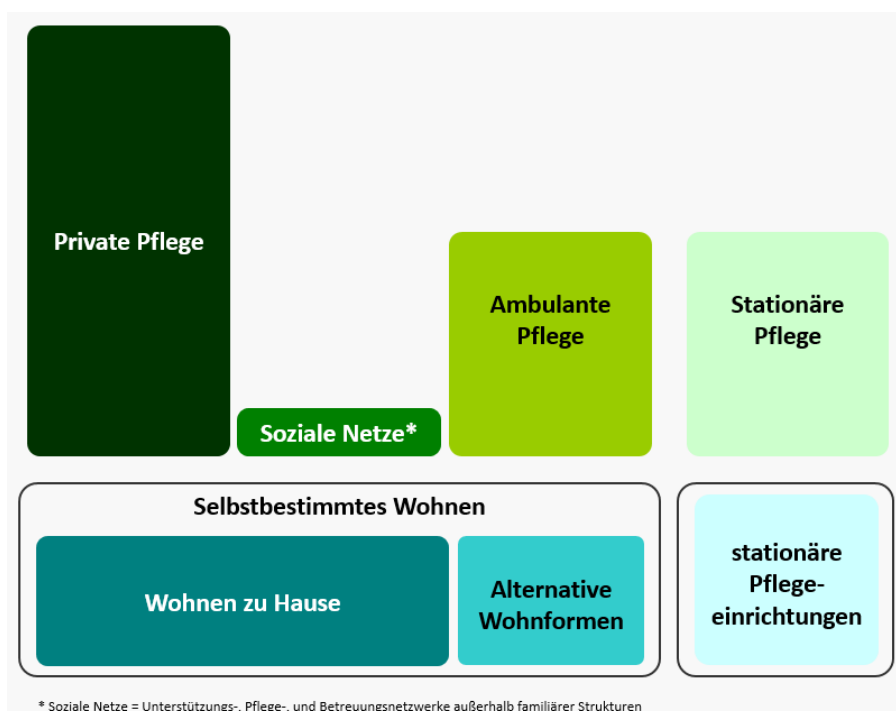 Private Pflege
Soziale Netze*
Ambulante
Pflege
Stationäre
Pflege
Selbstbestimmtes Wohnen
Wohnen zu Hause
Alternative
Wohnformen
stationäre
Pflege-
einrichtungen
* Soziale Netze = Unterstützungs-, Pflege-, und Betreuungsnetzwerke außerhalb familiärer Strukturen